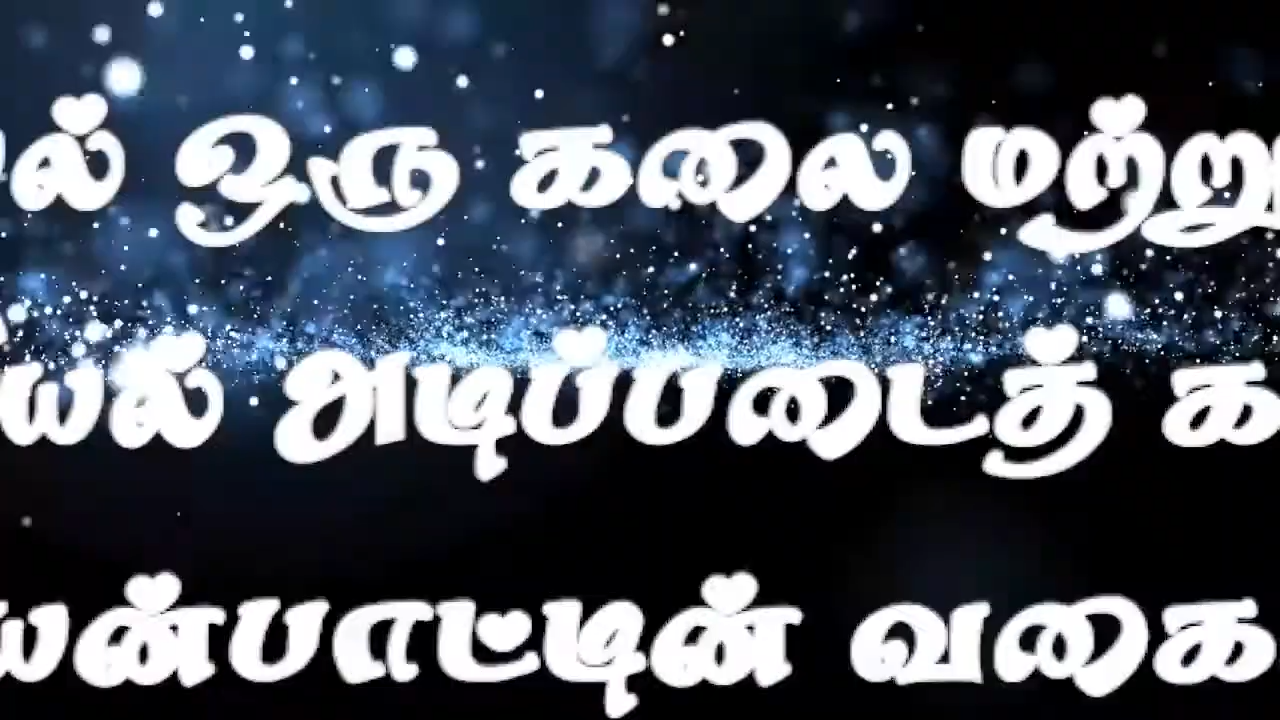 ல் ஒரு கலை மற்று
யல் அடிப்படைத் க
யன்பாட்டின் வகை